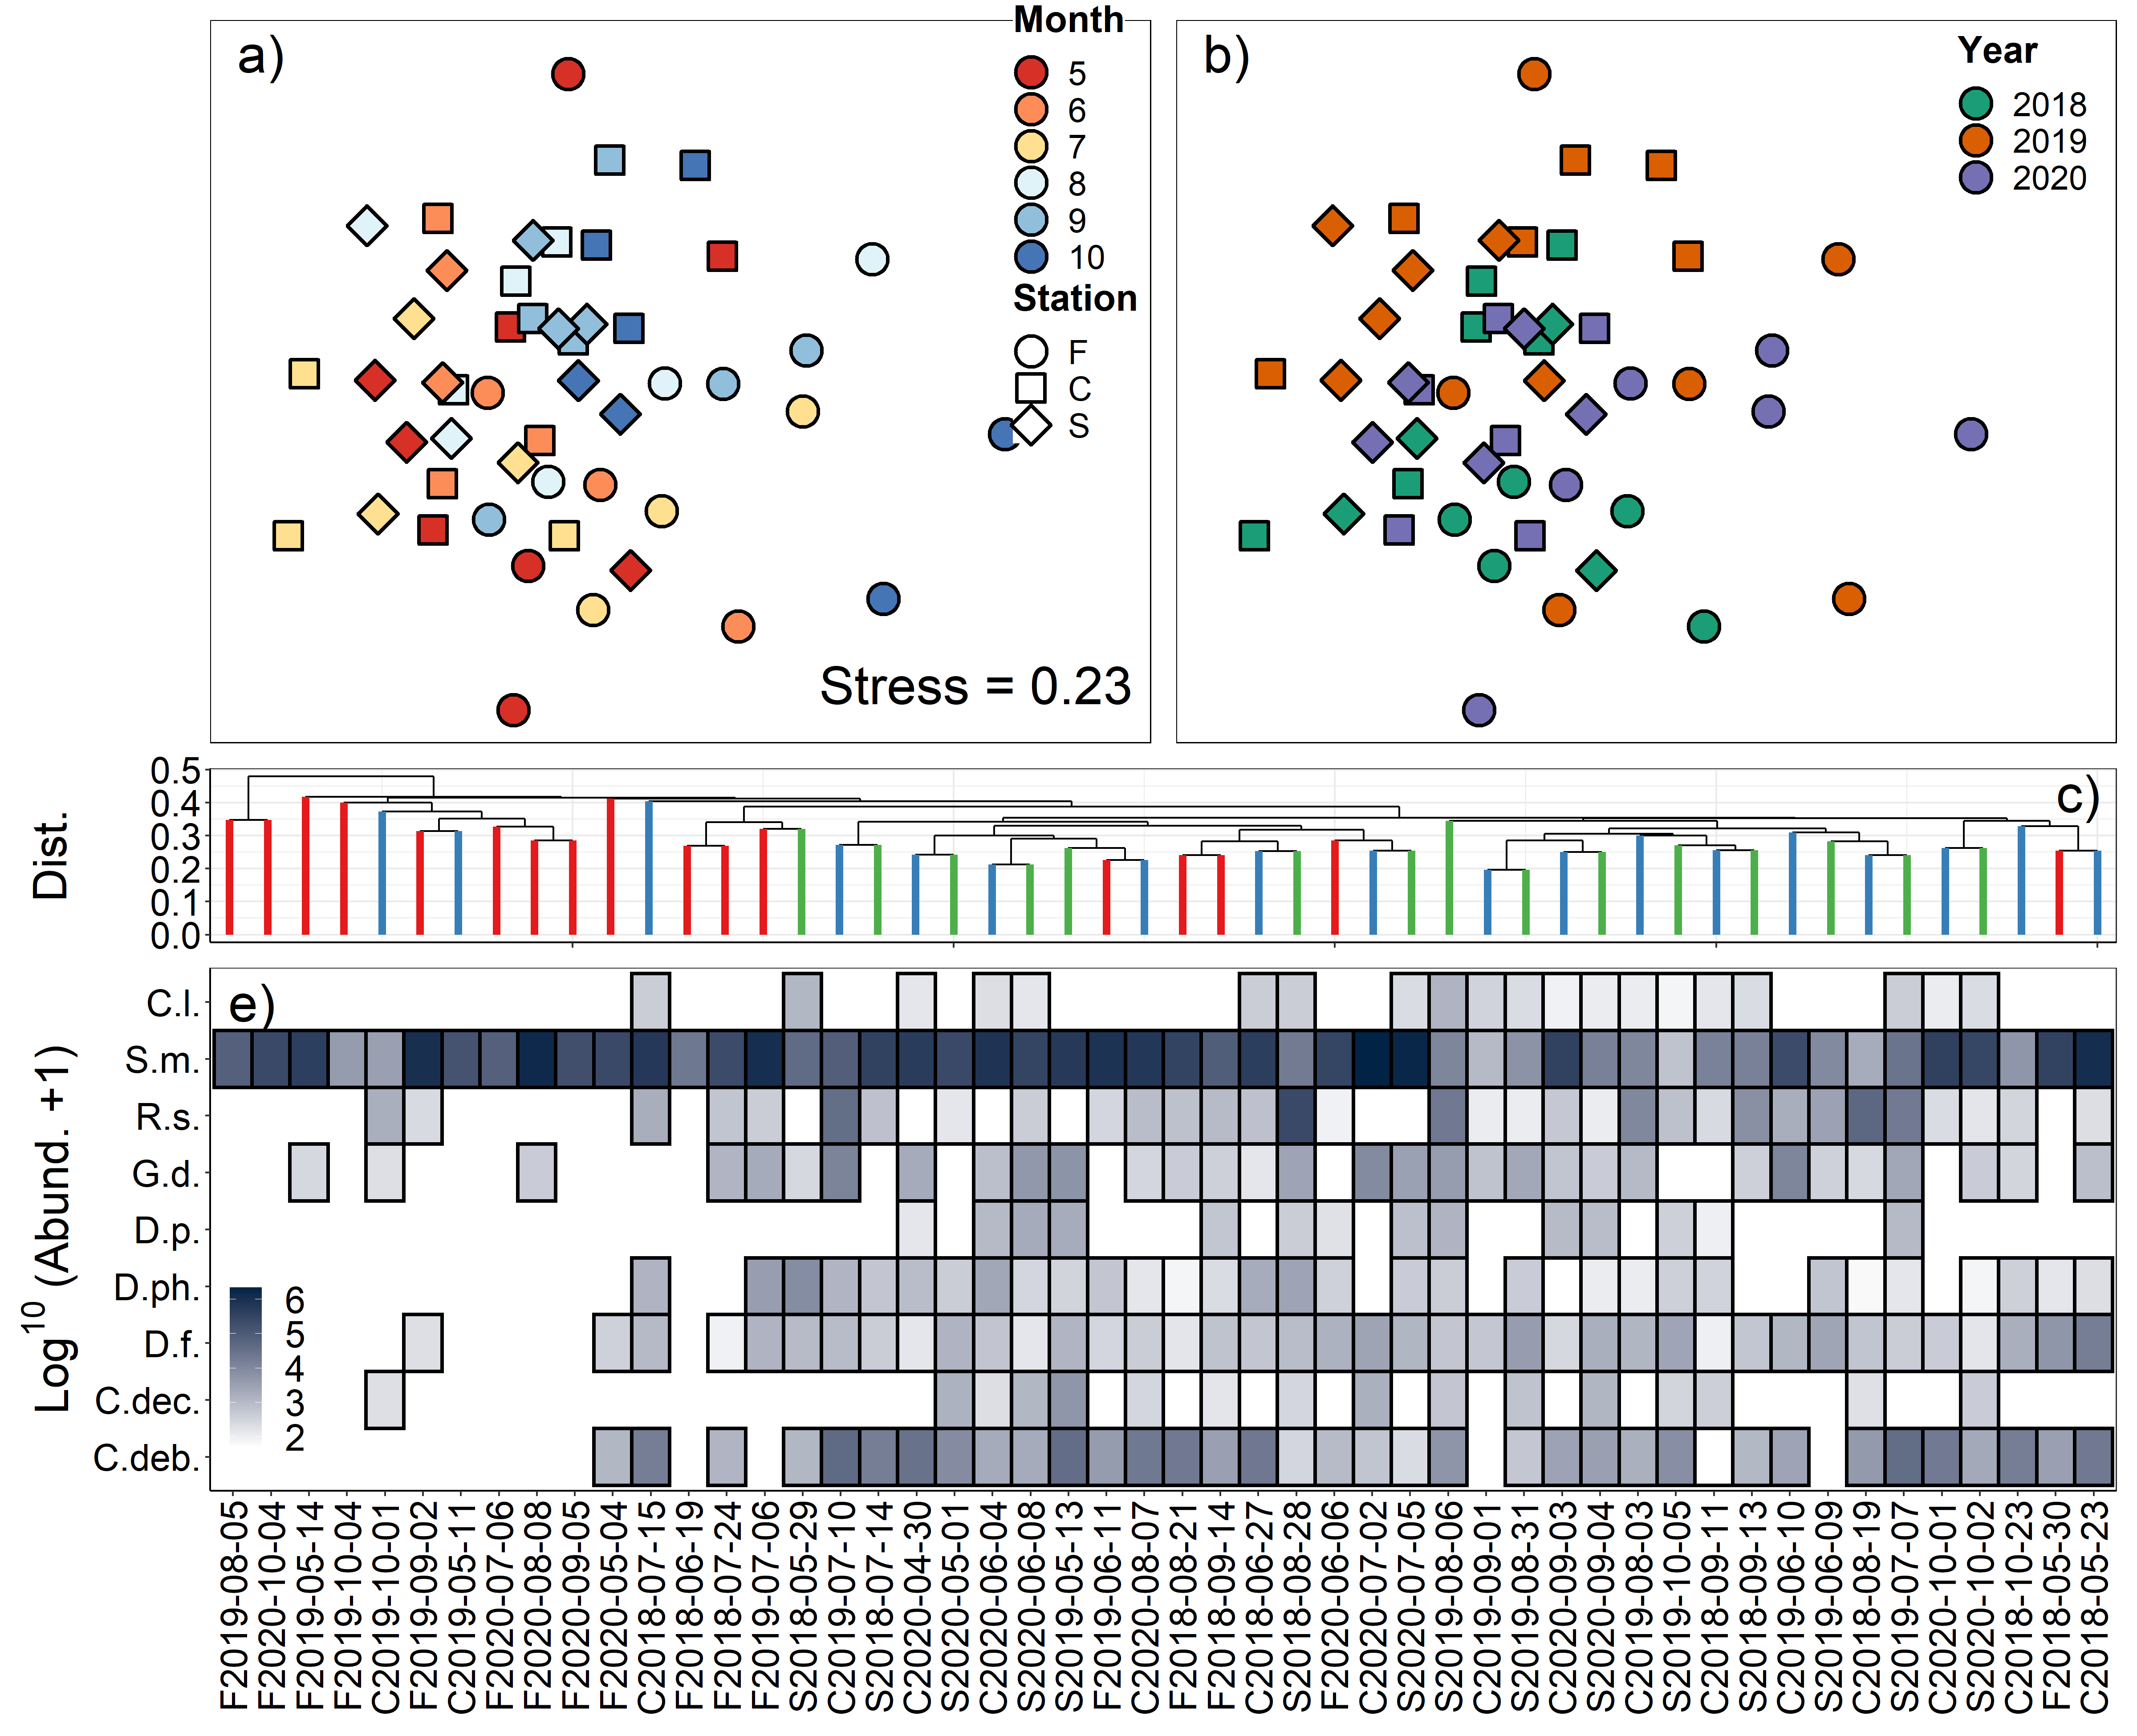 a)
Month
5
6
7
8
9
10
Station
F
C
S
Stress = 0.23
b)
Year
2018
2019
2020
Dist.
0.5
0.4
0.3
0.2
0.1
0.0
c)
Log10 (Abund. +1)
e)
C.l.
S.m.
R.s.
G.d.
D.p.
D.ph.
D.f.
C.dec.
C.deb.
6
5
4
3
2
F2019-08-05
F2020-10-04
F2019-05-14
F2019-10-04
C2019-10-01
F2019-09-02
C2019-05-11
F2020-07-06
F2020-08-08
F2020-09-05
F2020-05-04
C2018-07-15
F2018-06-19
F2018-07-24
F2019-07-06
S2018-05-29
C2019-07-10
S2018-07-14
C2020-04-30
S2020-05-01
C2020-06-04
S2020-06-08
S2019-05-13
F2019-06-11
C2020-08-07
F2018-08-21
F2018-09-14
C2018-06-27
S2018-08-28
F2020-06-06
C2020-07-02
S2020-07-05
S2019-08-06
C2019-09-01
S2019-08-31
C2020-09-03
S2020-09-04
C2019-08-03
S2019-10-05
C2018-09-11
S2018-09-13
C2019-06-10
S2019-06-09
C2018-08-19
S2019-07-07
C2020-10-01
S2020-10-02
C2018-10-23
F2018-05-30
C2018-05-23